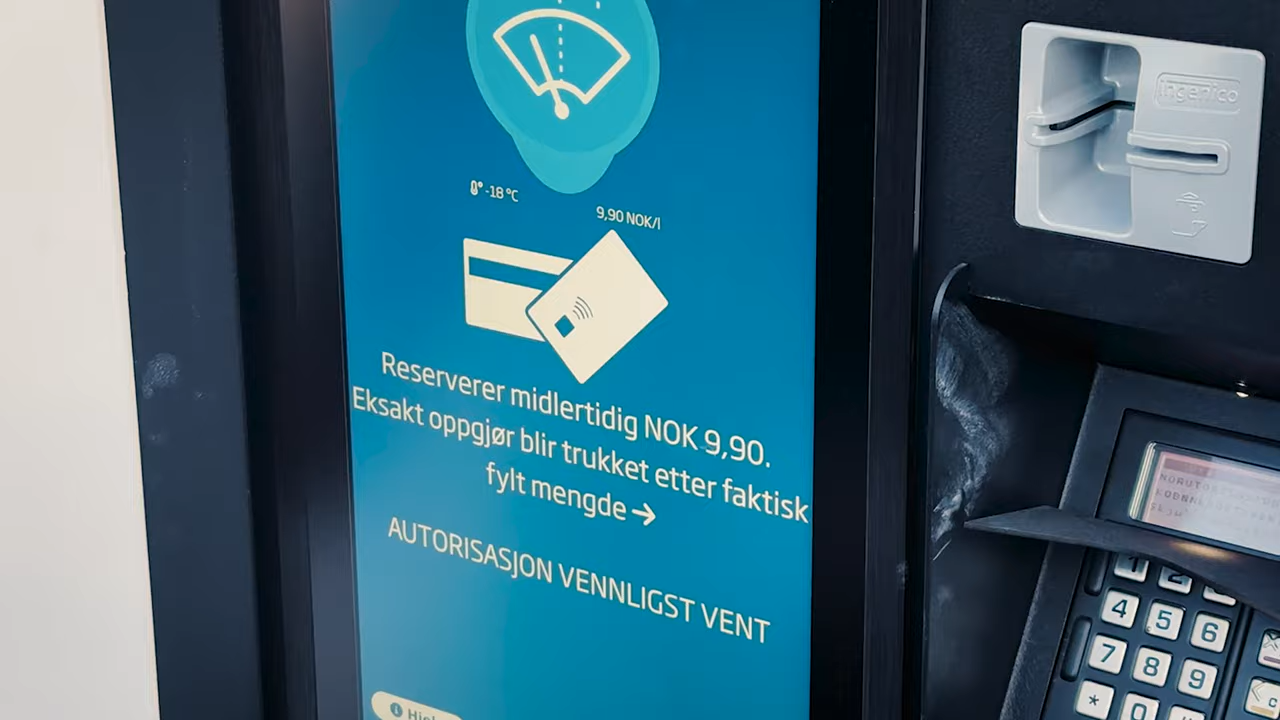 -18 °C
9,90 NOK/l
Reserverer midlertidig NOK 9,90.
Eksakt oppgjør blir trukket etter faktisk
fylt mengde →
AUTORISASJON VENNLIGST VENT
ingenico
1 2
4 5 6
7 8 9
* 0